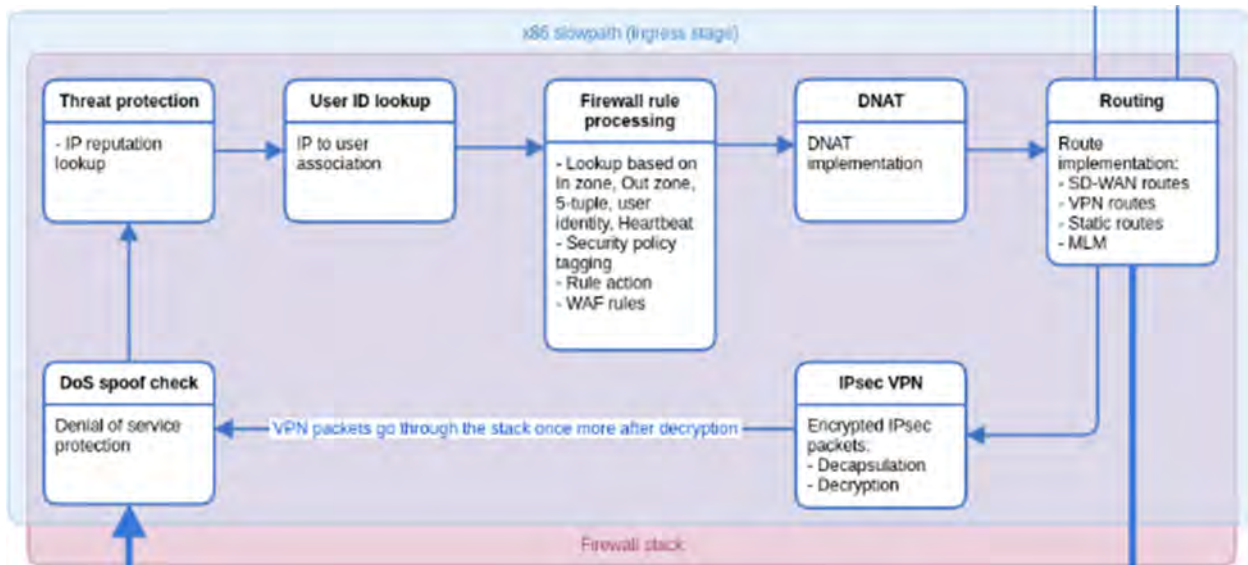 x86 slowpath (ingress stage)
Threat protection
- IP reputation
lookup
User ID lookup
IP to user
association
Firewall rule
processing
- Lookup based on
In zone, Out zone,
5-tuple, user
identity, Heartbeat
- Security policy
tagging
- Rule action
- WAF rules
DNAT
DNAT
implementation
Routing
Route
implementation:
- SD-WAN routes
- VPN routes
- Static routes
- MLM
DoS spoof check
Denial of service
protection
VPN packets go through the stack once more after decryption
IPsec VPN
Encrypted IPsec
packets:
- Decapsulation
- Decryption
Firewall stack